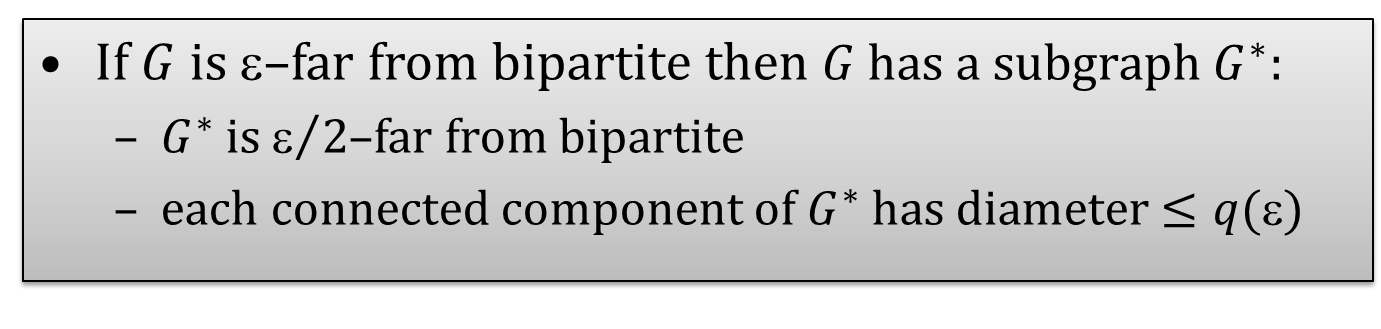 • If G is ε–far from bipartite then G has a subgraph G*:
– G* is ε/2–far from bipartite
– each connected component of G* has diameter ≤ q(ε)